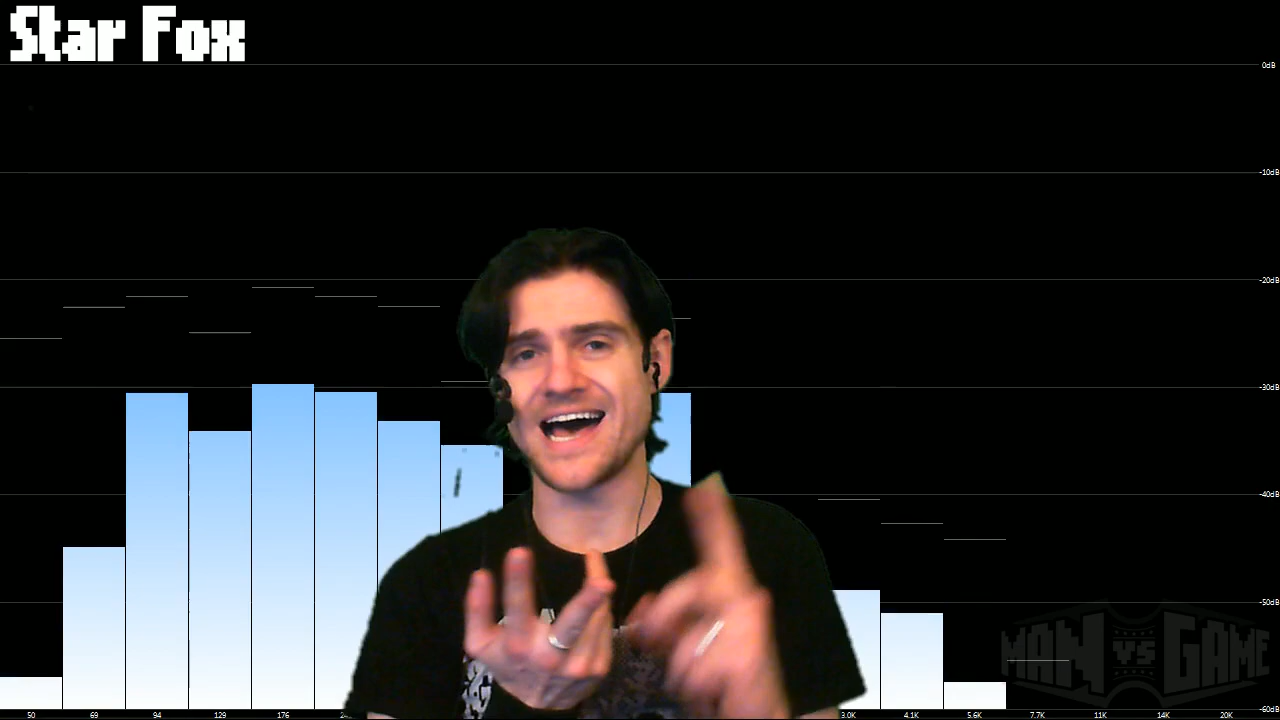 Star Fox
0dB
-10dB
-20dB
-30dB
-40dB
-50dB
MAN VS GAME
-60dB
50 69 94 129 176 3.0K 4.1K 5.6K 7.7K 11K 14K 20K